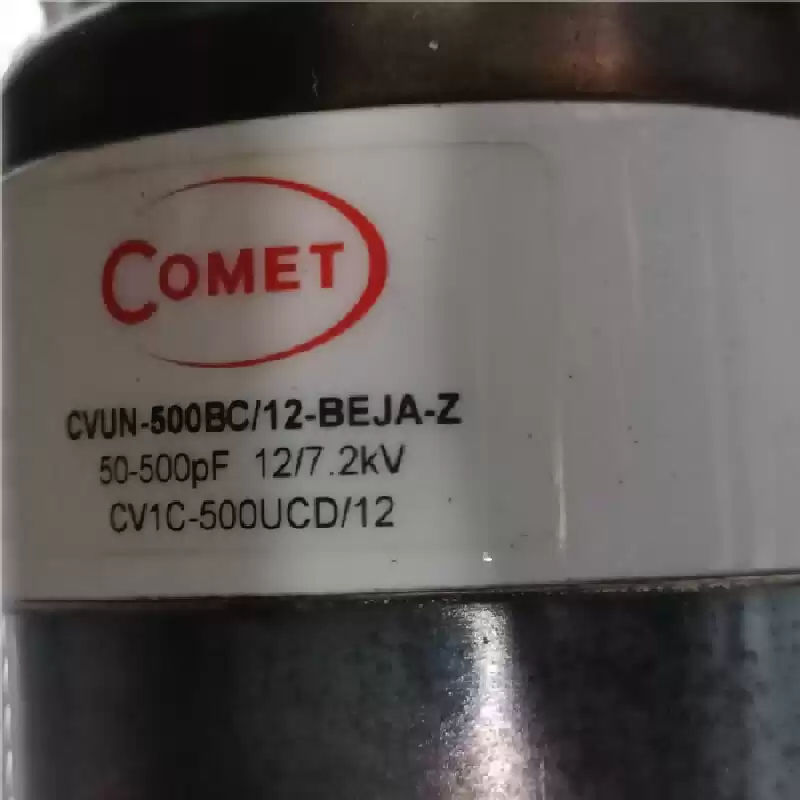 COMET
CVUN-500BC/12-BEJA-Z
50-500pF 12/7.2kV
CV1C-500UCD/12